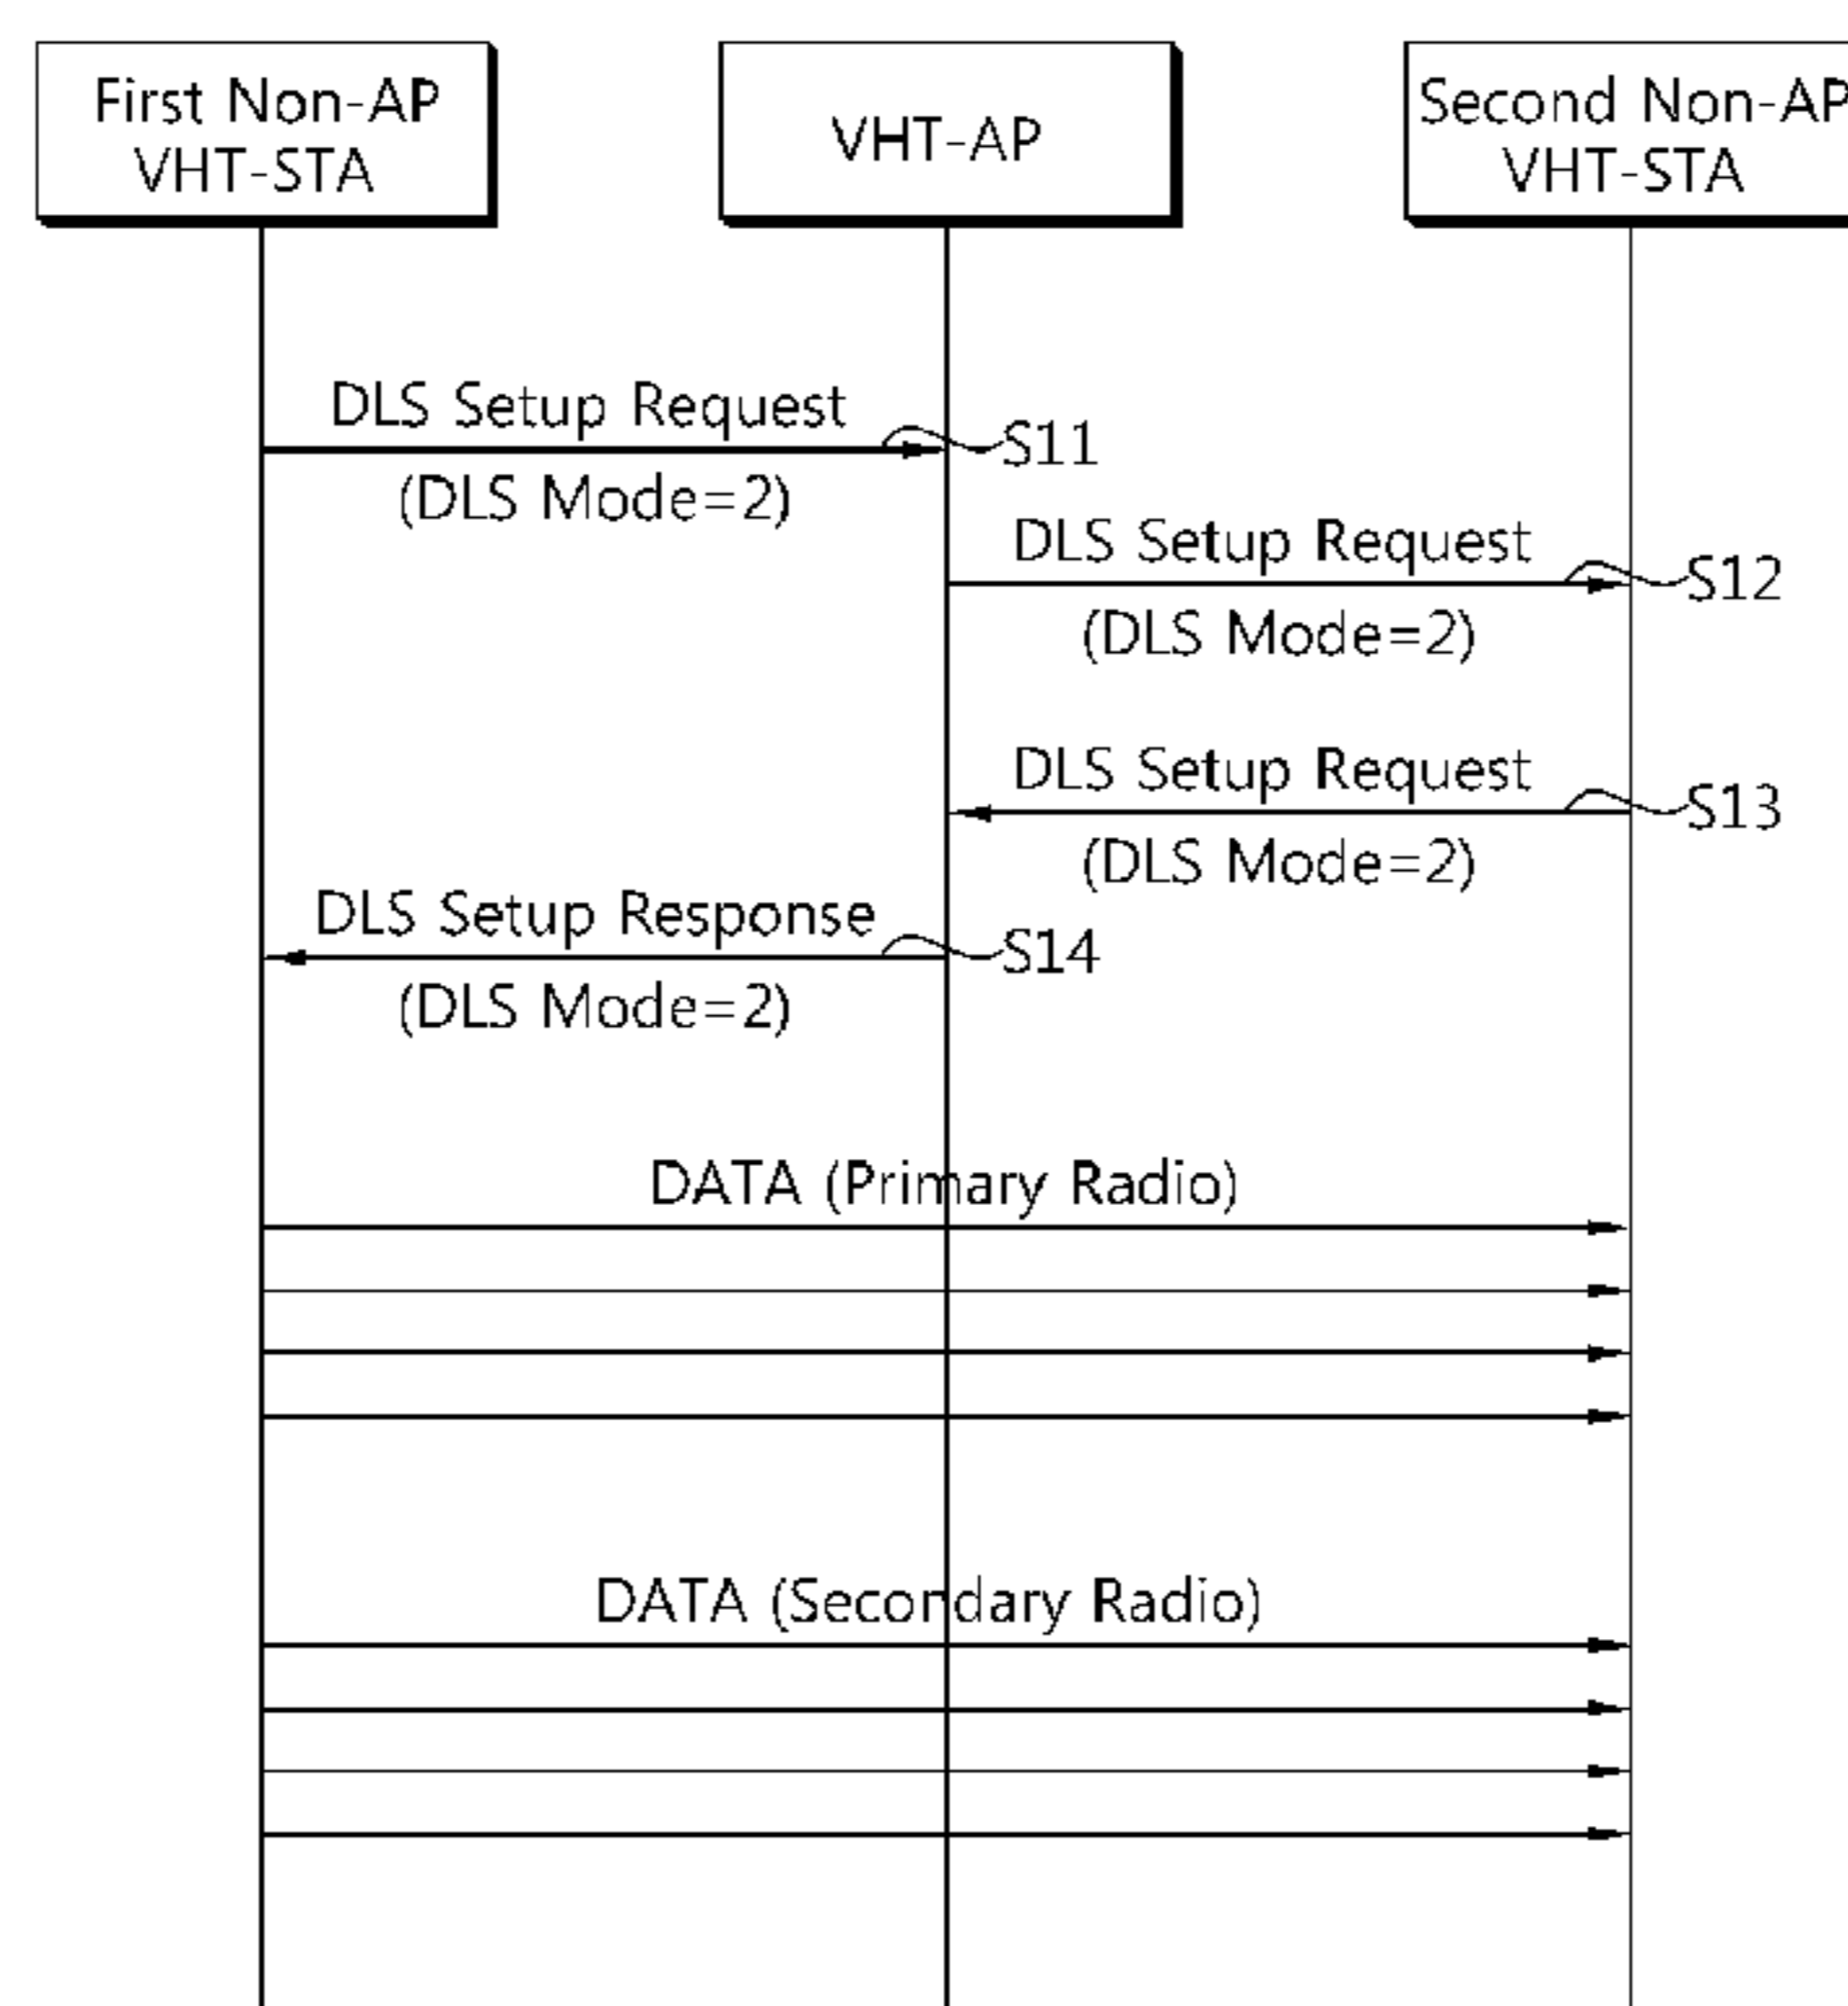 First Non-AP
VHT-STA
VHT-AP
Second Non-AP
VHT-STA
DLS Setup Request
S11
(DLS Mode=2)
DLS Setup Request
S12
(DLS Mode=2)
DLS Setup Request
S13
(DLS Mode=2)
DLS Setup Response
S14
(DLS Mode=2)
DATA (Primary Radio)
DATA (Secondary Radio)